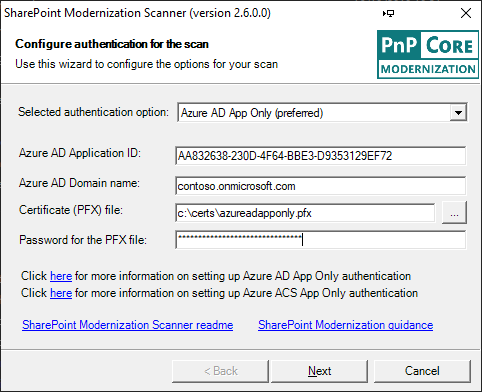 SharePoint Modernization Scanner (version 2.6.0.0)
Configure authentication for the scan
Use this wizard to configure the options for your scan
PnP Core
MODERNIZATION
Selected authentication option: Azure AD App Only (preferred)
Azure AD Application ID: AA832638-230D-4F64-BBE3-D9353129EF72
Azure AD Domain name: contoso.onmicrosoft.com
Certificate (PFX) file: c:\certs\azureadapponly.pfx ...
Password for the PFX file: *******************************
Click here for more information on setting up Azure AD App Only authentication
Click here for more information on setting up Azure ACS App Only authentication
SharePoint Modernization Scanner readme SharePoint Modernization guidance
< Back Next Cancel